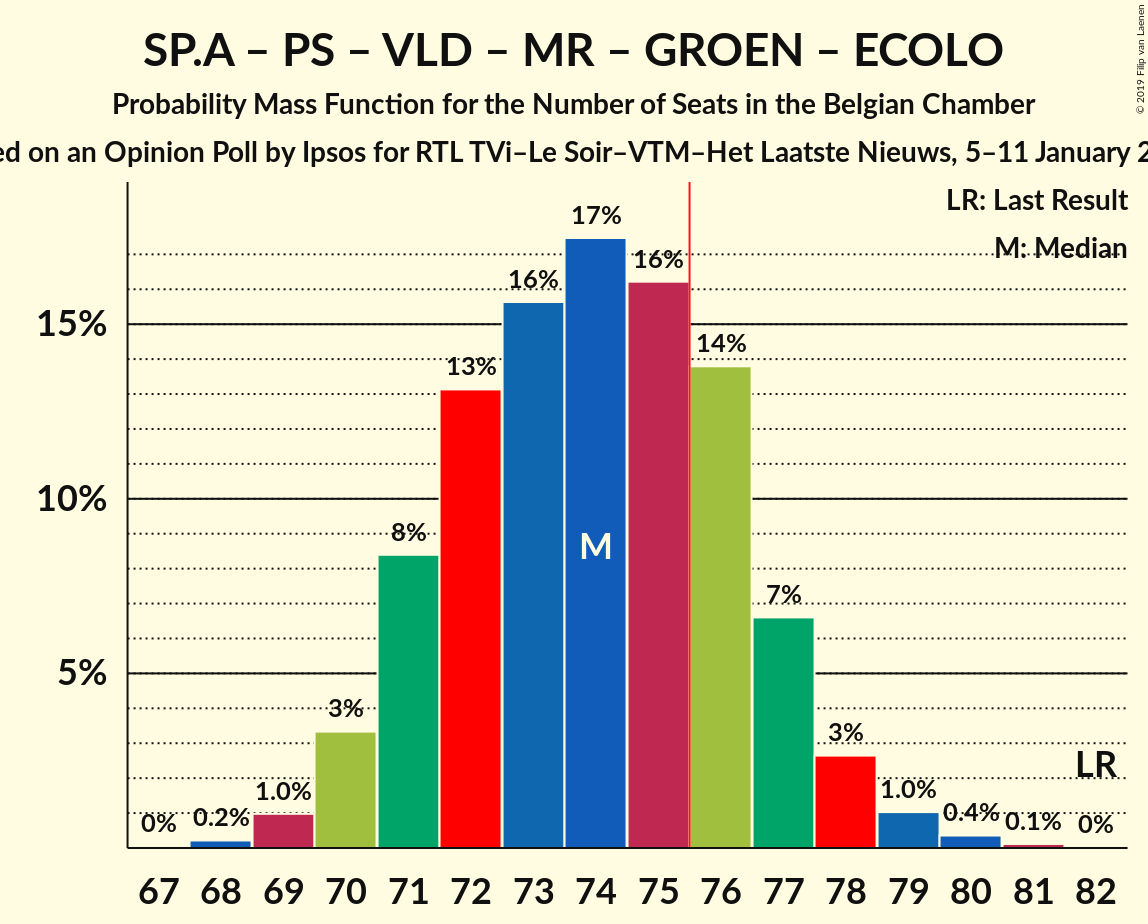 SP.A – PS – VLD – MR – GROEN – ECOLO
Probability Mass Function for the Number of Seats in the Belgian Chamber
on an Opinion Poll by Ipsos for RTL TVi–Le Soir–VTM–Het Laatste Nieuws, 5–11 January
© 2019 Filip van Laenen
LR: Last Result
M: Median
15%
10%
5%
0%
0.2%
1.0%
3%
8%
13%
16%
17%
16%
14%
7%
3%
1.0%
0.4%
0.1%
0%
M
LR
67 68 69 70 71 72 73 74 75 76 77 78 79 80 81 82